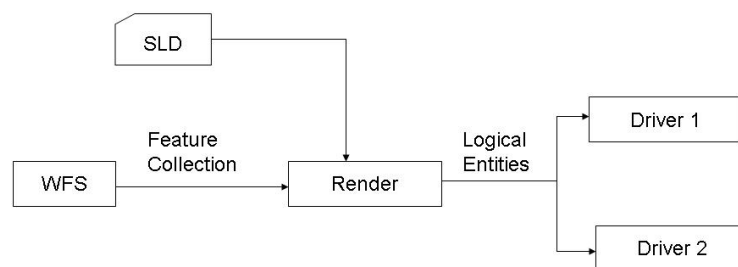 SLD
Feature
Collection
Logical
Entities
Driver 1
WFS
Render
Driver 2